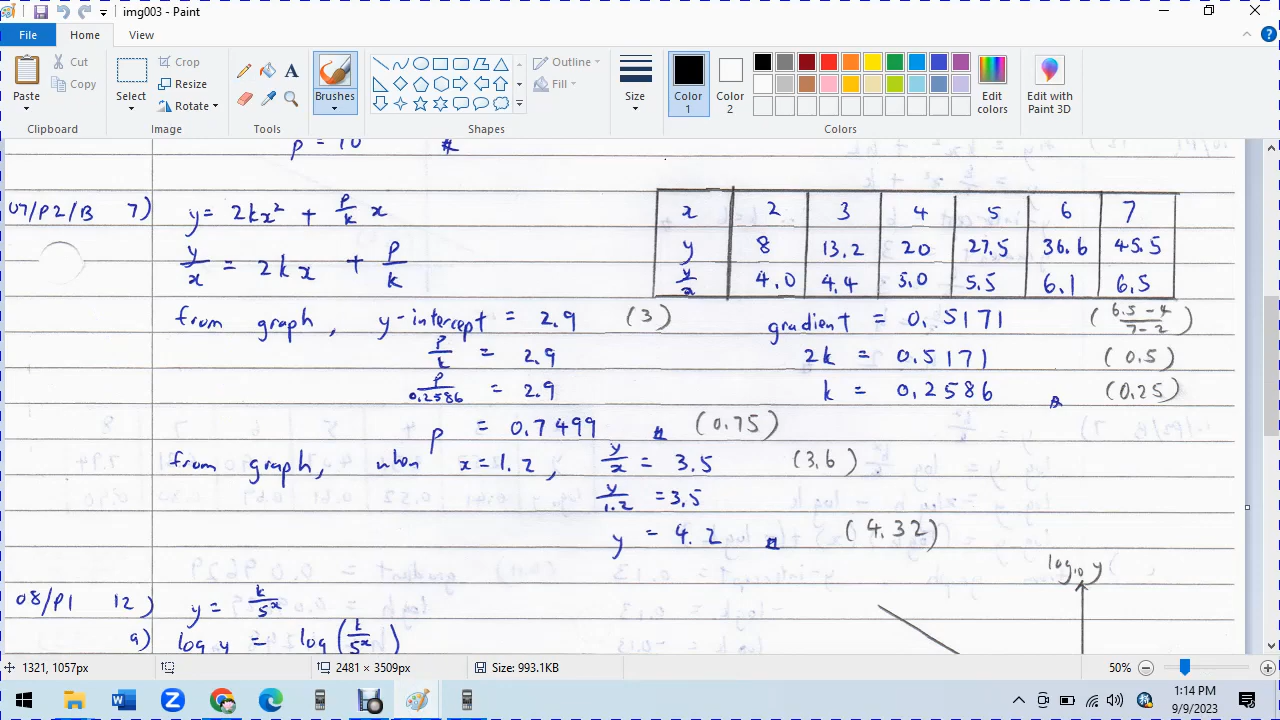 img003 - Paint
File Home View
Paste Cut Copy Clipboard
Select Crop Resize Rotate Image
Tools
Brushes
Shapes
Outline Fill
Size
Color 1 Color 2 Colors
Edit colors
Edit with Paint 3D
p = 10
07/P2/B 7) y = 2kx² + p/k x
y/x = 2kx + p/k
x 2 3 4 5 6 7
y 8 13.2 20 27.5 36.6 45.5
y/x 4.0 4.4 5.0 5.5 6.1 6.5
from graph, y-intercept = 2.9 (3)
p/k = 2.9
p/0.2586 = 2.9
p = 0.7499 (0.75)
gradient = 0.5171 ((6.5 - 4)/(7 - 2))
2k = 0.5171 (0.5)
k = 0.2586 (0.25)
from graph, when x = 1.2, y/x = 3.5 (3.6)
y/1.2 = 3.5
y = 4.2 (4.32)
log₁₀ y
08/P1 12) y = k/5ˣ
a) log y = log (k/5ˣ)
1321, 1057px
2481 × 3509px
Size: 993.1KB
50%
1:14 PM
9/9/2023